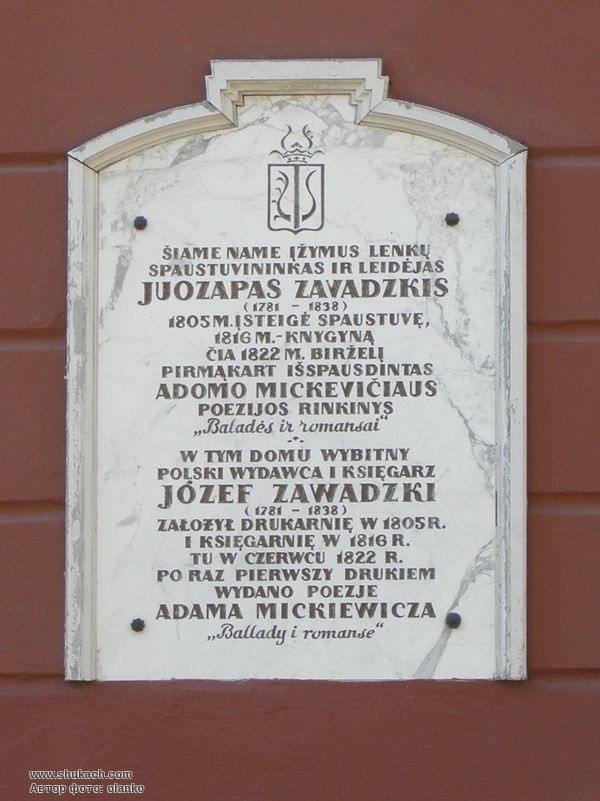 ŠIAME NAME ĮŽYMUS LENKŲ
SPAUSTUVININKAS IR LEIDĖJAS
JUOZAPAS ZAVADZKIS
(1781 – 1838)
1805 M. ĮSTEIGĖ SPAUSTUVĘ,
1816 M.-KNYGYNĄ
ČIA 1822 M. BIRŽELĮ
PIRMĄKART IŠSPAUSDINTAS
ADOMO MICKEVIČIAUS
POEZIJOS RINKINYS
„Baladės ir romansai“
W TYM DOMU WYBITNY
POLSKI WYDAWCA I KSIĘGARZ
JÓZEF ZAWADZKI
(1781 – 1838)
ZAŁOŻYŁ DRUKARNIĘ W 1805 R.
I KSIĘGARNIĘ W 1816 R.
TU W CZERWCU 1822 R.
PO RAZ PIERWSZY DRUKIEM
WYDANO POEZJE
ADAMA MICKIEWICZA
„Ballady i romanse“
www.shukach.com
Автор фото: olanko